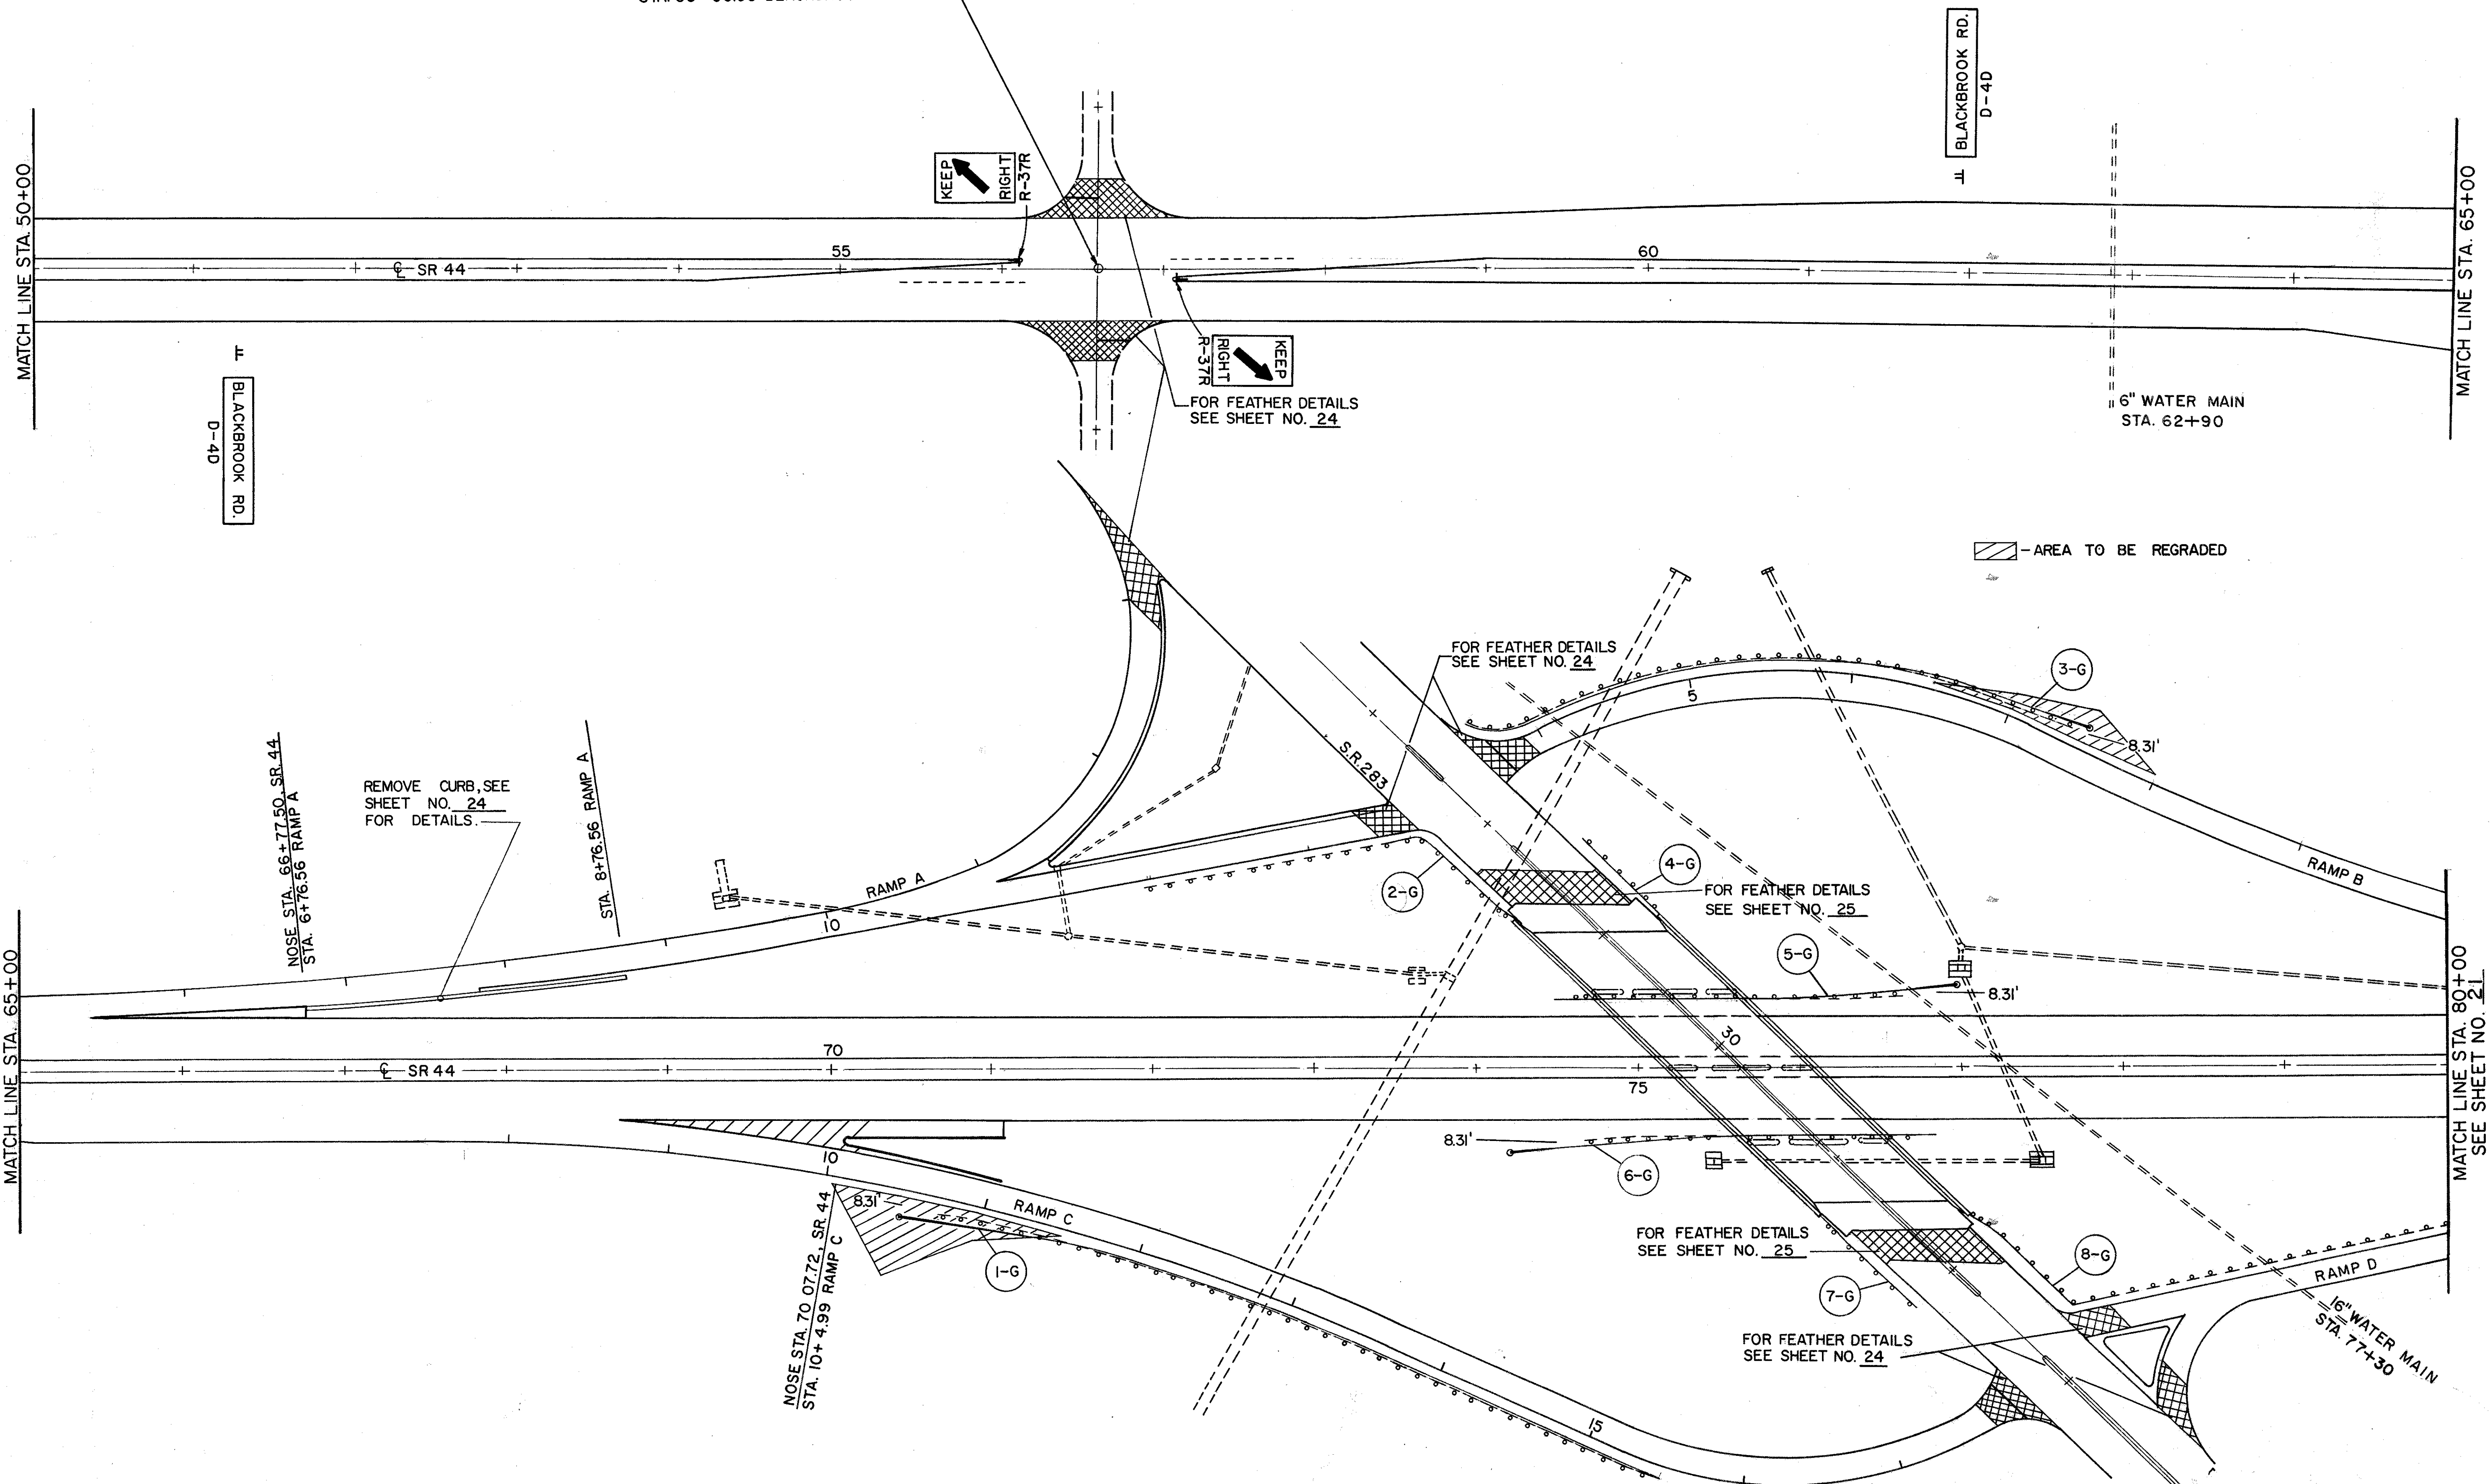 MATCH LINE STA. 50+00
BLACKBROOK RD.
D-4D
KEEP
RIGHT
R-37R
BLACKBROOK RD.
D-4D
MATCH LINE STA. 65+00
55
60
℄ SR 44
KEEP
RIGHT
R-37R
FOR FEATHER DETAILS
SEE SHEET NO. 24
6" WATER MAIN
STA. 62+90
- AREA TO BE REGRADED
FOR FEATHER DETAILS
SEE SHEET NO. 24
3-G
5
8.31'
S.R. 283
NOSE STA. 66+77.50, SR. 44
STA. 6+76.56 RAMP A
REMOVE CURB, SEE
SHEET NO. 24
FOR DETAILS.
STA. 8+76.56 RAMP A
RAMP A
10
2-G
4-G
FOR FEATHER DETAILS
SEE SHEET NO. 25
RAMP B
5-G
8.31'
MATCH LINE STA. 65+00
MATCH LINE STA. 80+00
SEE SHEET NO. 21
℄ SR 44
70
30
75
8.31'
6-G
10
RAMP C
8.31'
1-G
NOSE STA. 70 07.72, SR. 44
STA. 10+ 4.99 RAMP C
FOR FEATHER DETAILS
SEE SHEET NO. 25
7-G
8-G
RAMP D
16" WATER MAIN
STA. 77+30
FOR FEATHER DETAILS
SEE SHEET NO. 24
15